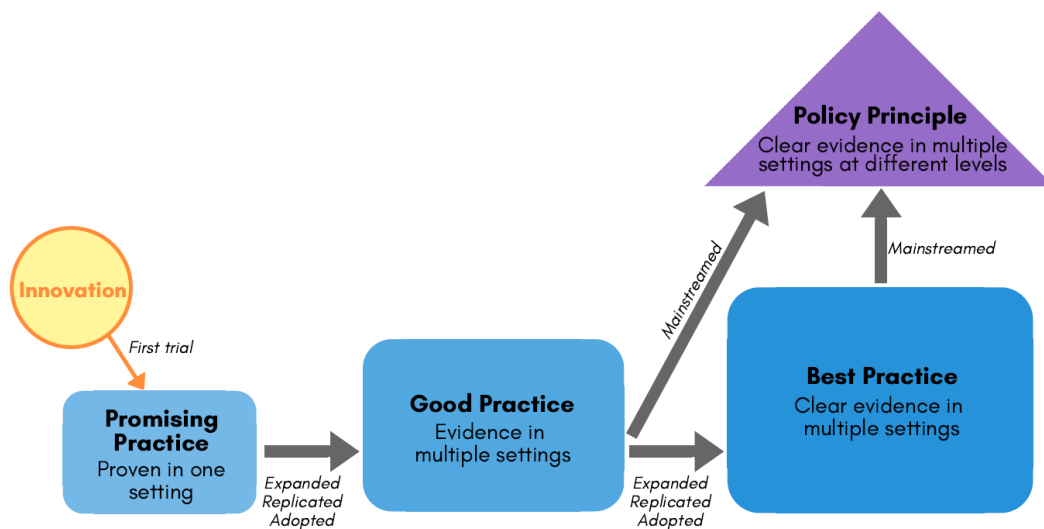 Policy Principle
Clear evidence in multiple
settings at different levels
Innovation
First trial
Mainstreamed
Mainstreamed
Promising
Practice
Proven in one
setting
Expanded
Replicated
Adopted
Good Practice
Evidence in
multiple settings
Expanded
Replicated
Adopted
Best Practice
Clear evidence in
multiple settings